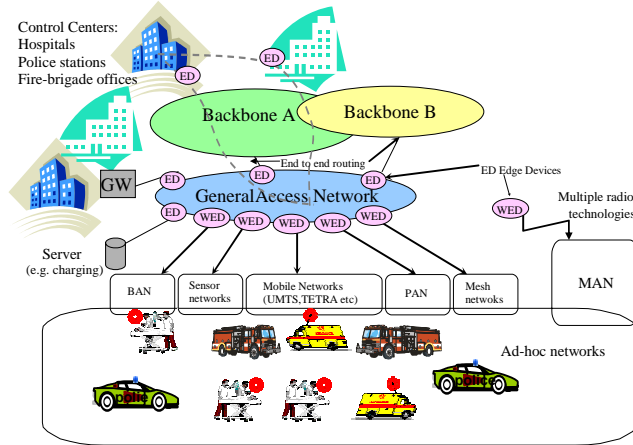 Control Centers:
Hospitals
Police stations
Fire-brigade offices
ED
ED
Backbone A
Backbone B
End to end routing
ED
ED
ED
ED
GW
GeneralAccess Network
ED Edge Devices
WED
WED
WED
WED
WED
WED
Multiple radio
technologies
Server
(e.g. charging)
BAN
Sensor
networks
Mobile Networks
(UMTS,TETRA etc)
PAN
Mesh
netwoks
MAN
Ad-hoc networks
police